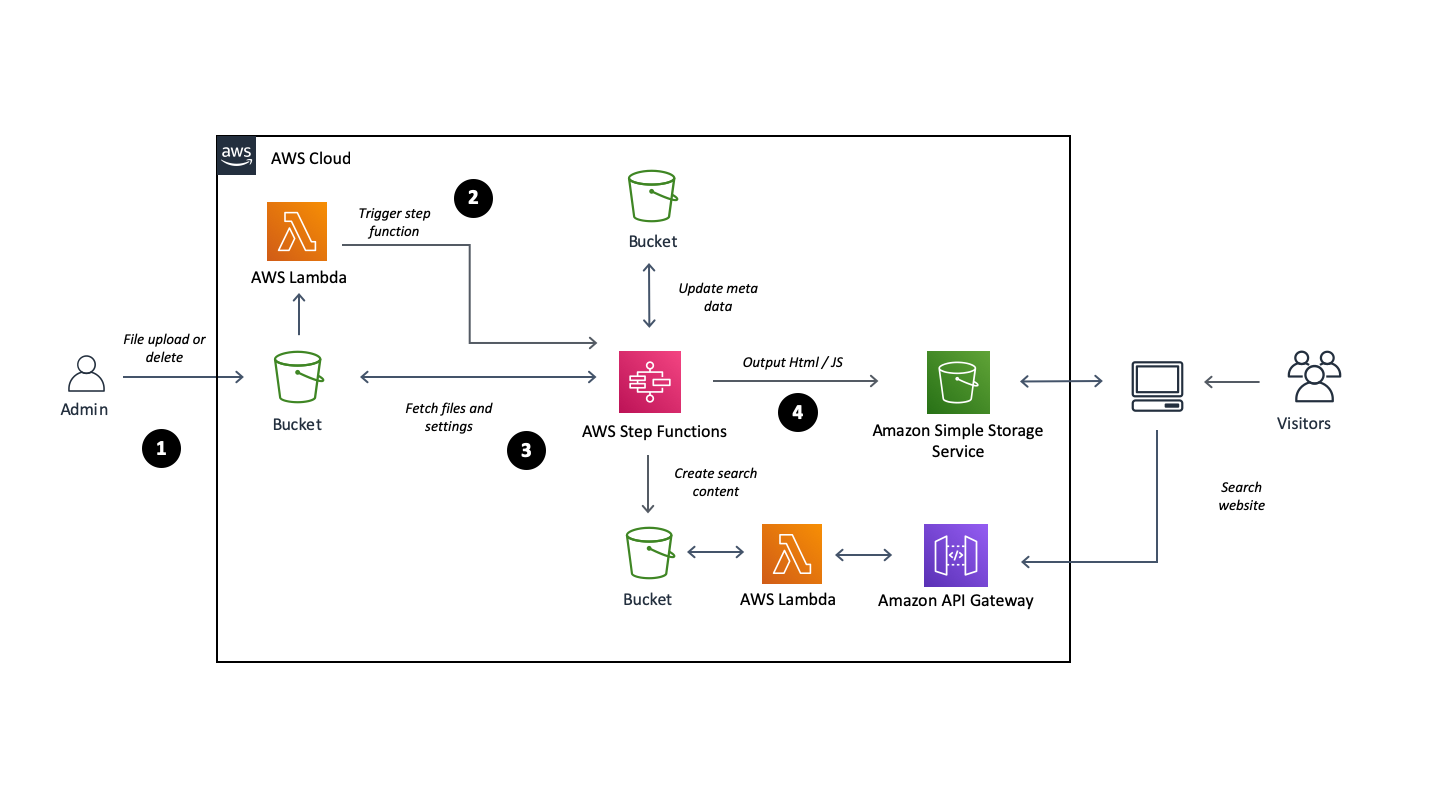 aws
AWS Cloud
2
Trigger step
function
AWS Lambda
Bucket
Update meta
data
File upload or
delete
Admin
1
Bucket
Fetch files and
settings
3
AWS Step Functions
Output Html / JS
4
Amazon Simple Storage
Service
Visitors
Create search
content
Search
website
Bucket
AWS Lambda
Amazon API Gateway